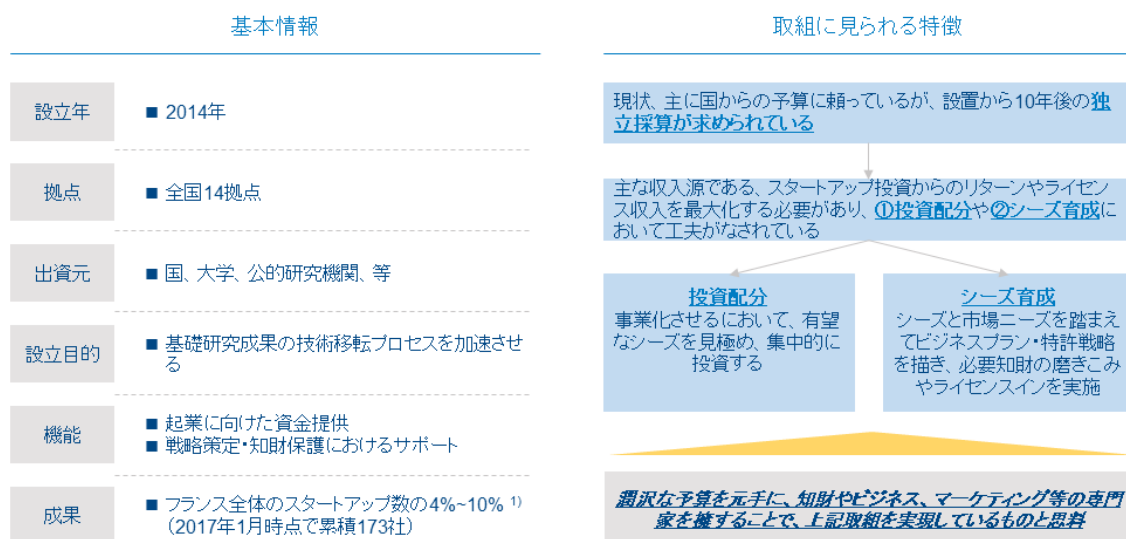 基本情報
設立年
■ 2014年
拠点
■ 全国14拠点
出資元
■ 国、大学、公的研究機関、等
設立目的
■ 基礎研究成果の技術移転プロセスを加速させ
る
機能
■ 起業に向けた資金提供
■ 戦略策定・知財保護におけるサポート
成果
■ フランス全体のスタートアップ数の4%~10% 1)
（2017年1月時点で累積173社）
取組に見られる特徴
現状、主に国からの予算に頼っているが、設置から10年後の独
立採算が求められている
主な収入源である、スタートアップ投資からのリターンやライセン
ス収入を最大化する必要があり、①投資配分や②シーズ育成に
おいて工夫がなされている
投資配分
事業化させるにおいて、有望
なシーズを見極め、集中的に
投資する
シーズ育成
シーズと市場ニーズを踏まえ
てビジネスプラン・特許戦略
を描き、必要知財の磨きこみ
やライセンスインを実施
潤沢な予算を元手に、知財やビジネス、マーケティング等の専門
家を擁することで、上記取組を実現しているものと思料